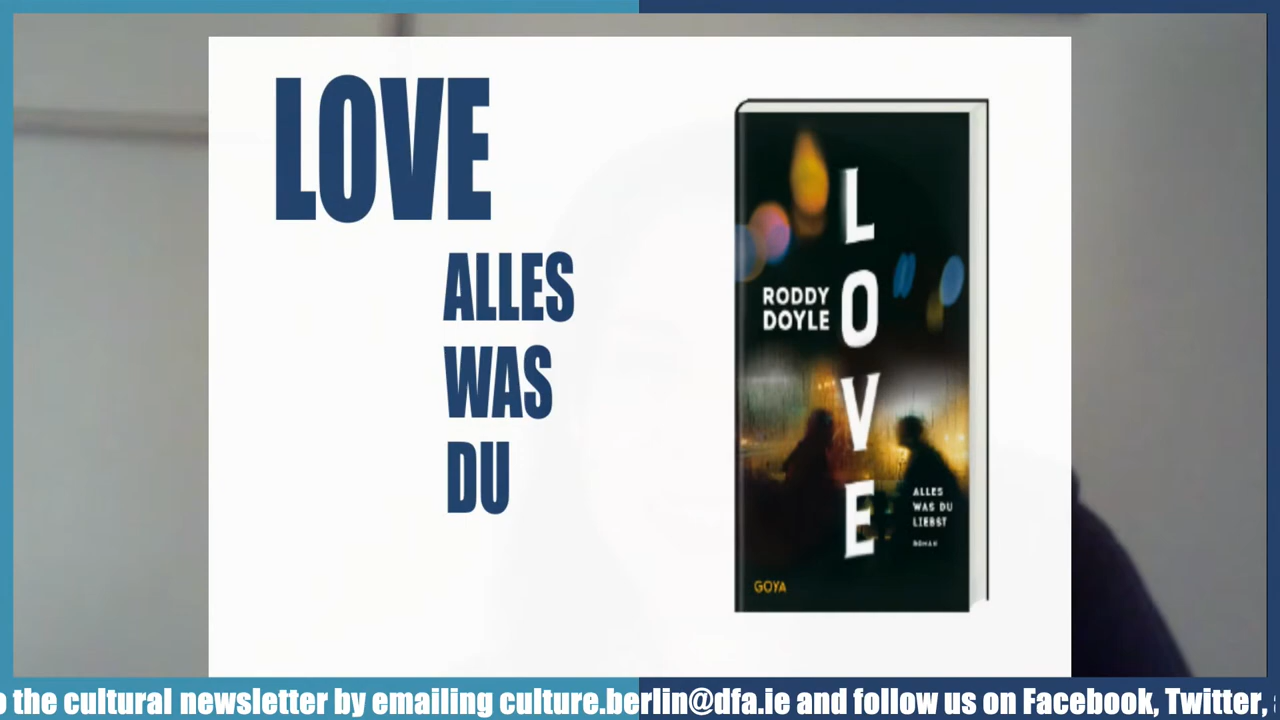 LOVE
ALLES
WAS
DU
RODDY
DOYLE
L
O
V
E
ALLES
WAS DU
LIEBST
ROMAN
GOYA
the cultural newsletter by emailing culture.berlin@dfa.ie and follow us on Facebook, Twitter,